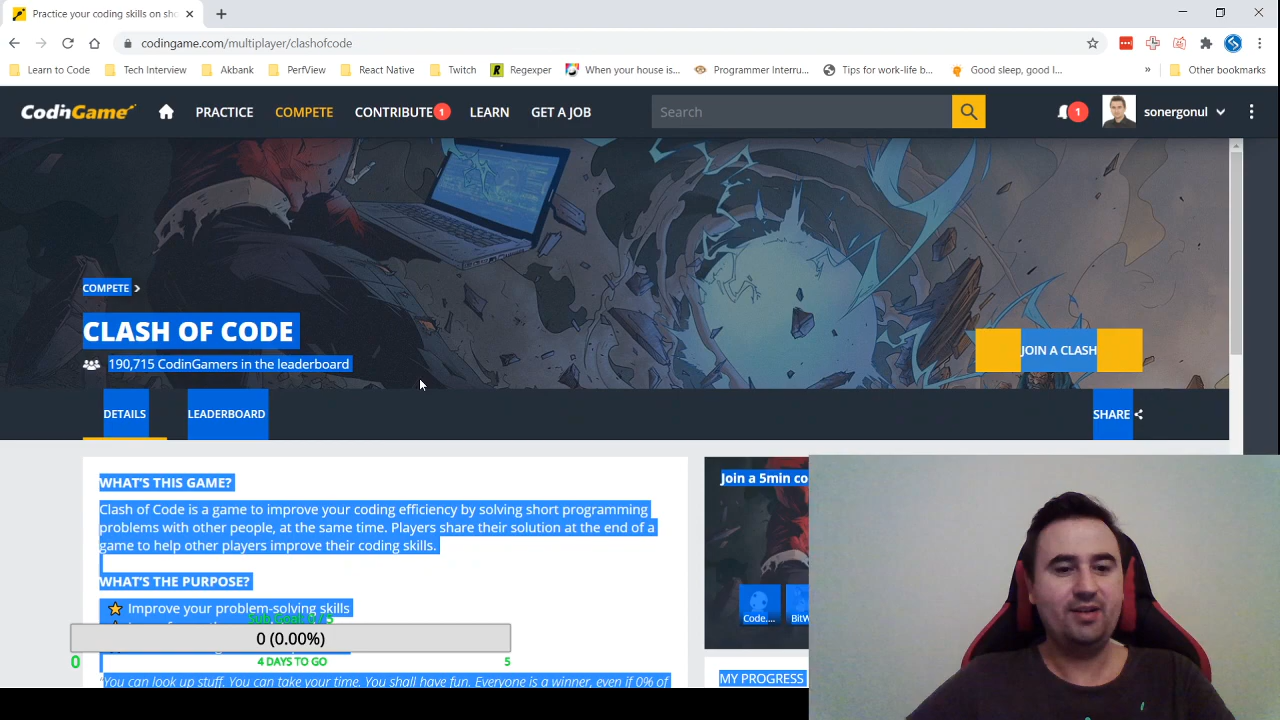 Practice your coding skills on sho
codingame.com/multiplayer/clashofcode
Learn to Code
Tech Interview
Akbank
PerfView
React Native
Twitch
Regexper
When your house is...
Programmer Interru...
Tips for work-life b...
Good sleep, good l...
»
Other bookmarks
CodinGame
PRACTICE
COMPETE
CONTRIBUTE 1
LEARN
GET A JOB
Search
1
sonergonul
COMPETE >
CLASH OF CODE
190,715 CodinGamers in the leaderboard
JOIN A CLASH
DETAILS
LEADERBOARD
SHARE
WHAT'S THIS GAME?
Clash of Code is a game to improve your coding efficiency by solving short programming
problems with other people, at the same time. Players share their solution at the end of a
game to help other players improve their coding skills.
WHAT'S THE PURPOSE?
Improve your problem-solving skills
Sub Goal: 0 / 5
0 (0.00%)
0
4 DAYS TO GO
5
"You can look up stuff. You can take your time. You shall have fun. Everyone is a winner, even if 0% of
Join a 5min co
Code....
BitW
MY PROGRESS